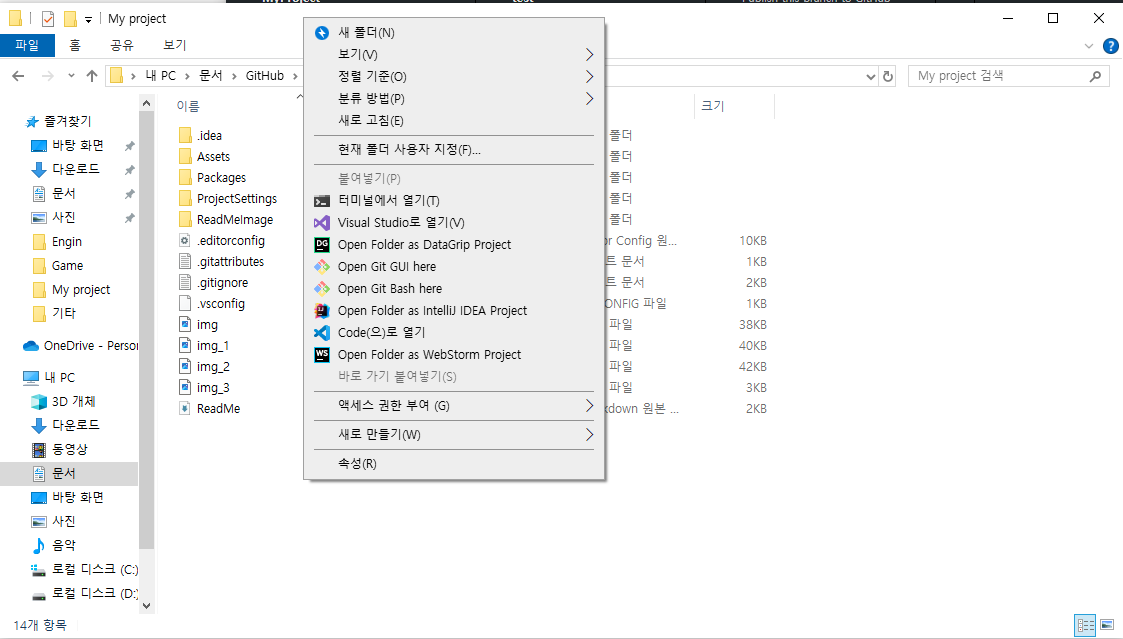 MyProject
test
Publish this branch to GitHub
My project
파일
홈
공유
보기
내 PC
문서
GitHub
My project 검색
즐겨찾기
바탕 화면
다운로드
문서
사진
Engin
Game
My project
기타
OneDrive - Person
내 PC
3D 개체
다운로드
동영상
문서
바탕 화면
사진
음악
로컬 디스크 (C:)
로컬 디스크 (D:)
이름
크기
.idea
폴더
Assets
폴더
Packages
폴더
ProjectSettings
폴더
ReadMeImage
폴더
.editorconfig
or Config 원...
10KB
.gitattributes
트 문서
1KB
.gitignore
트 문서
2KB
.vsconfig
ONFIG 파일
1KB
img
파일
38KB
img_1
파일
40KB
img_2
파일
42KB
img_3
파일
3KB
ReadMe
kdown 원본 ...
2KB
새 폴더(N)
보기(V)
정렬 기준(O)
분류 방법(P)
새로 고침(E)
현재 폴더 사용자 지정(F)...
붙여넣기(P)
터미널에서 열기(T)
Visual Studio로 열기(V)
DG
Open Folder as DataGrip Project
Open Git GUI here
Open Git Bash here
Open Folder as IntelliJ IDEA Project
Code(으)로 열기
WS
Open Folder as WebStorm Project
바로 가기 붙여넣기(S)
액세스 권한 부여 (G)
새로 만들기(W)
속성(R)
14개 항목